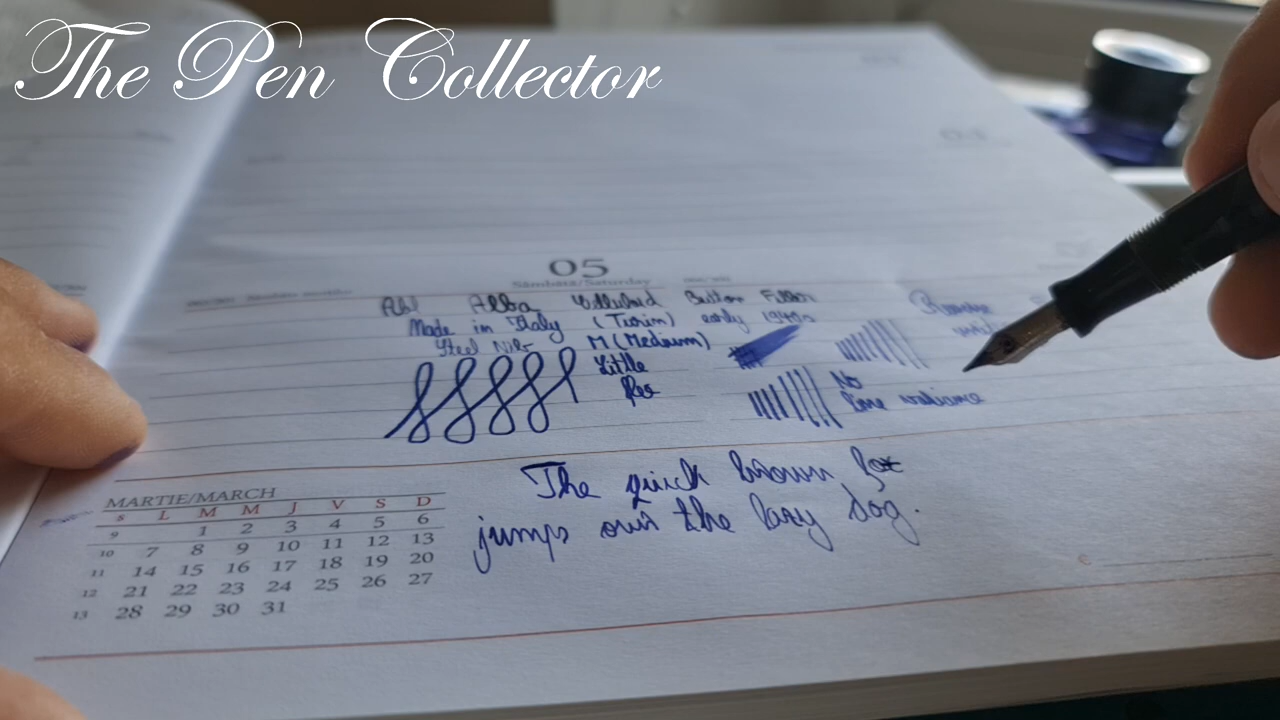 The Pen Collector
05
Sâmbătă/Saturday
Alba Button Filler
Made in Italy (Turin) early 1940s
Steel Nib M (Medium)
Little
flex
No
line variance
Reverse
The quick brown fox
jumps over the lazy dog.
MARTIE/MARCH
S L M M J V S D
9 1 2 3 4 5 6
10 7 8 9 10 11 12 13
11 14 15 16 17 18 19 20
12 21 22 23 24 25 26 27
13 28 29 30 31